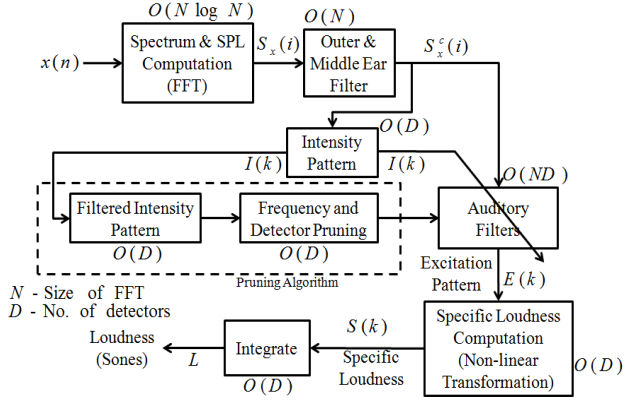 O(N log N)
O(N)
x(n)
Spectrum & SPL
Computation
(FFT)
S_x(i)
Outer &
Middle Ear
Filter
S_x^c(i)
O(D)
Intensity
Pattern
I(k)
I(k)
O(ND)
Filtered Intensity
Pattern
O(D)
Frequency and
Detector Pruning
O(D)
Auditory
Filters
Pruning Algorithm
Excitation
Pattern
E(k)
N - Size of FFT
D - No. of detectors
Loudness
(Sones)
L
Integrate
O(D)
S(k)
Specific
Loudness
Specific Loudness
Computation
(Non-linear
Transformation)
O(D)